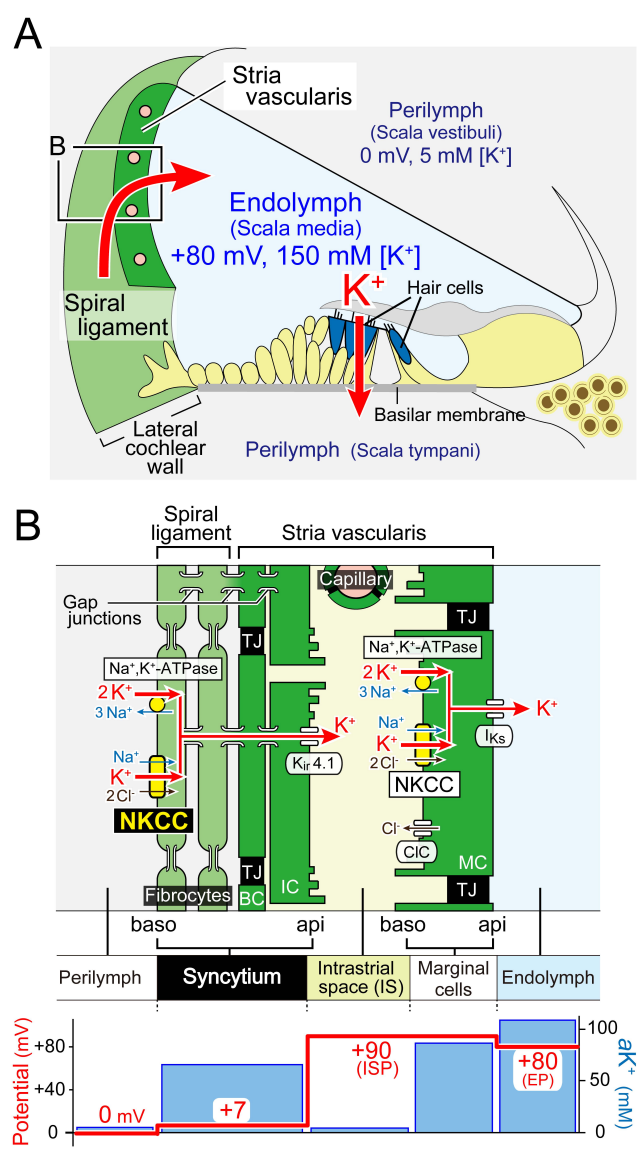 A
Stria
vascularis
Perilymph
(Scala vestibuli)
0 mV, 5 mM [K⁺]
B
Endolymph
(Scala media)
+80 mV, 150 mM [K⁺]
K⁺
Hair cells
Spiral
ligament
Basilar membrane
Lateral
cochlear
wall
Perilymph (Scala tympani)
B
Spiral
ligament
Stria vascularis
Capillary
Gap
junctions
TJ
TJ
Na⁺,K⁺-ATPase
2 K⁺
3 Na⁺
Na⁺
K⁺
2Cl⁻
NKCC
K⁺
Kir 4.1
Na⁺,K⁺-ATPase
2 K⁺
3 Na⁺
Na⁺
K⁺
2Cl⁻
NKCC
K⁺
IKs
Cl⁻
ClC
MC
TJ
TJ
Fibrocytes
BC
IC
baso
api
baso
api
Perilymph
Syncytium
Intrastrial
space (IS)
Marginal
cells
Endolymph
Potential (mV)
+80
+40
0
0 mV
+7
+90
(ISP)
+80
(EP)
100
50
0
aK⁺ (mM)